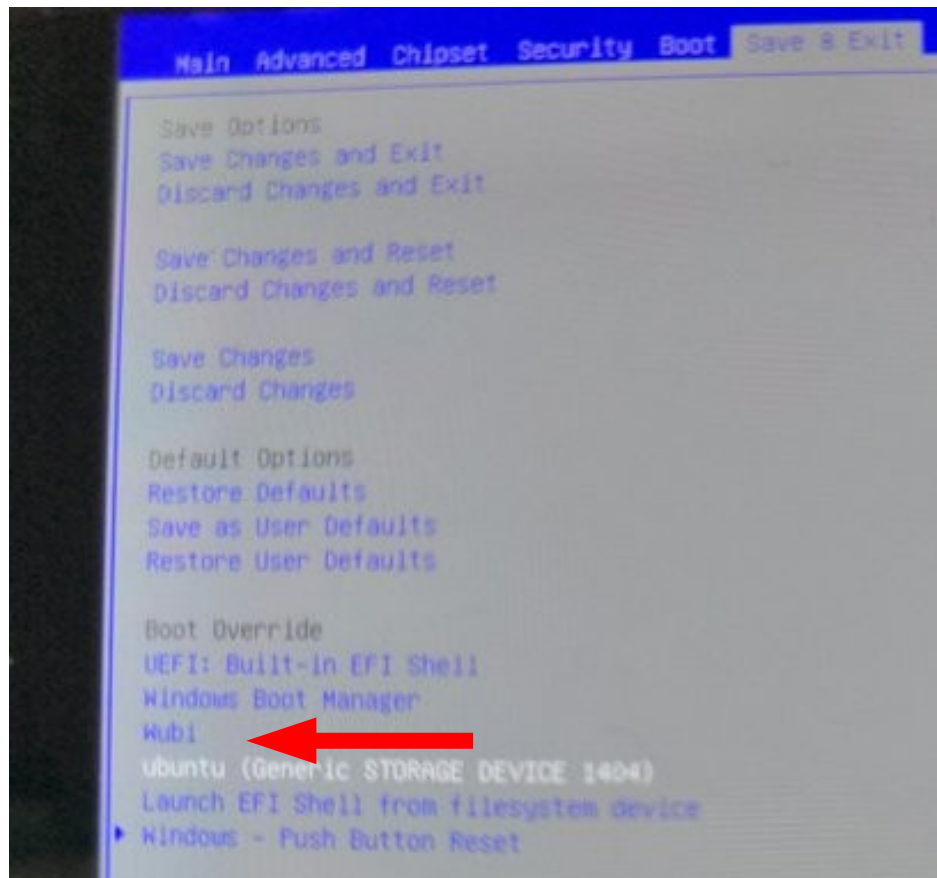 Main Advanced Chipset Security Boot Save & Exit
Save Options
Save Changes and Exit
Discard Changes and Exit
Save Changes and Reset
Discard Changes and Reset
Save Changes
Discard Changes
Default Options
Restore Defaults
Save as User Defaults
Restore User Defaults
Boot Override
UEFI: Built-in EFI Shell
Windows Boot Manager
Wubi
ubuntu (Generic STORAGE DEVICE 1404)
Launch EFI Shell from filesystem device
Windows - Push Button Reset